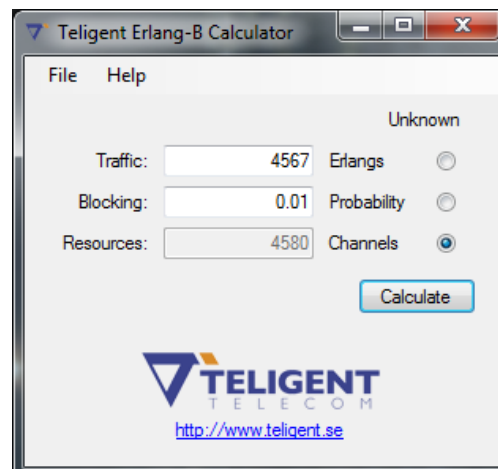 Teligent Erlang-B Calculator
File Help
Unknown
Traffic: 4567 Erlangs
Blocking: 0.01 Probability
Resources: 4580 Channels
Calculate
TELIGENT
TELECOM
http://www.teligent.se